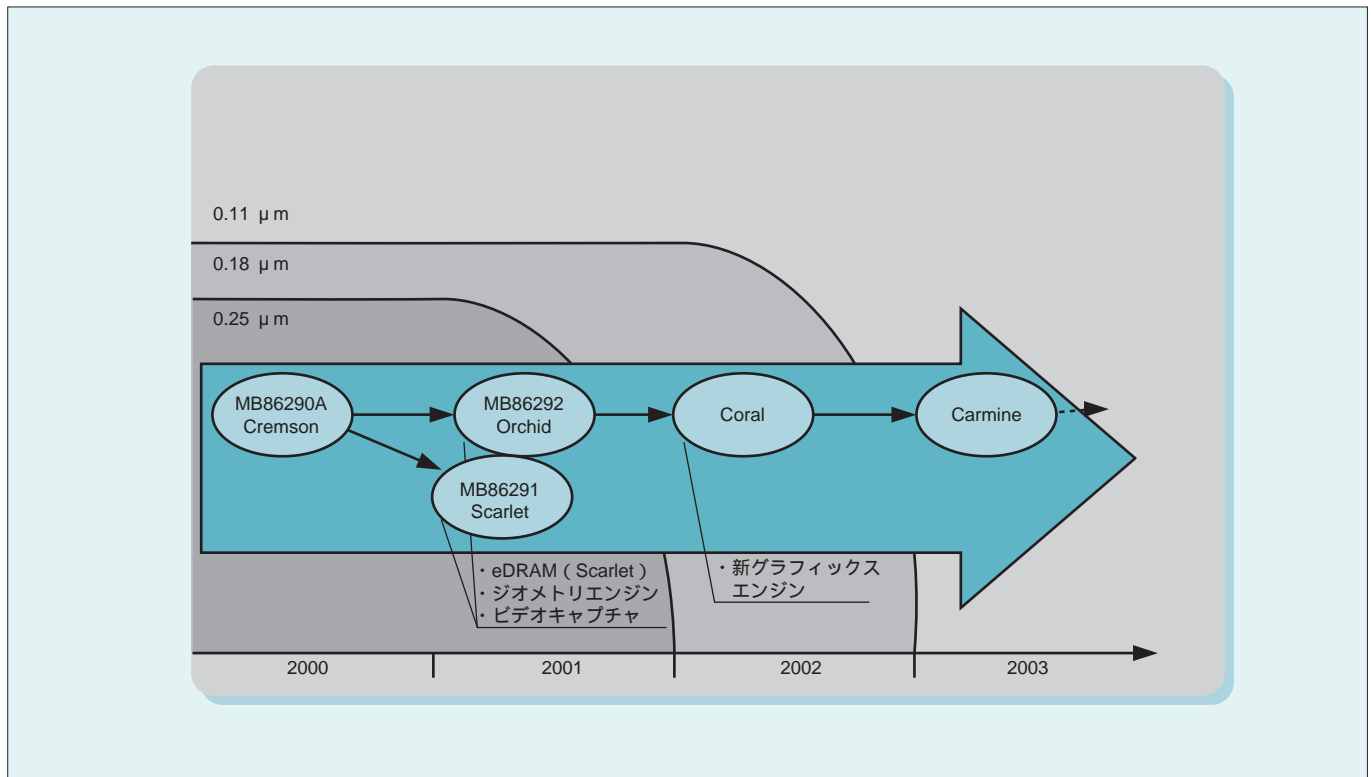 0.11 μm
0.18 μm
0.25 μm
MB86290A
Cremson
MB86292
Orchid
Coral
Carmine
MB86291
Scarlet
・eDRAM（Scarlet）
・ジオメトリエンジン
・ビデオキャプチャ
・新グラフィックス
エンジン
2000
2001
2002
2003